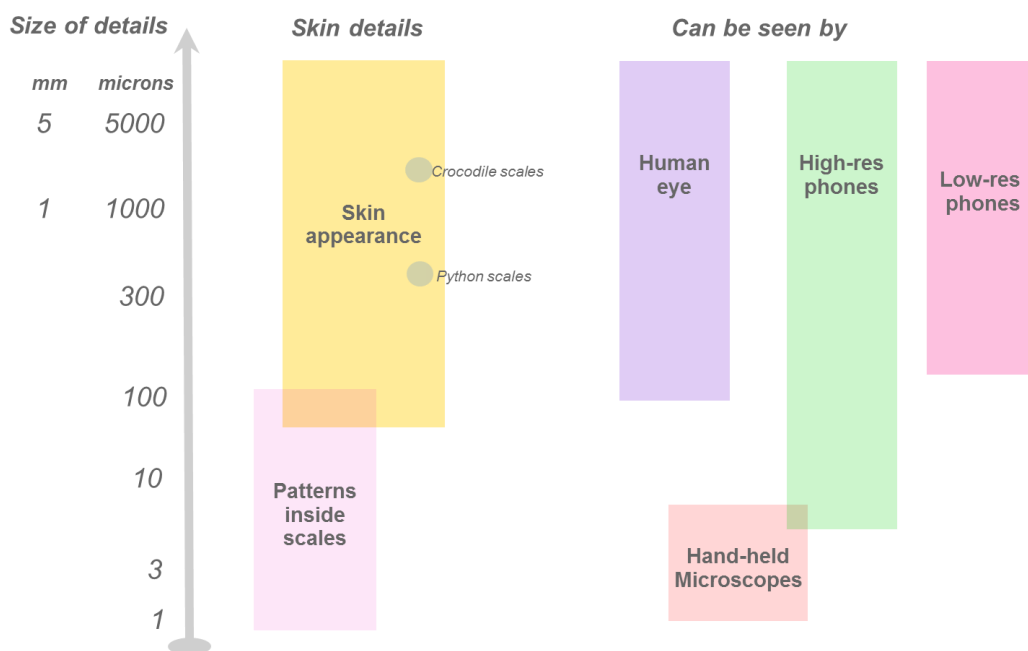 Size of details
Skin details
Can be seen by
mm microns
5 5000
1 1000
300
100
10
3
1
Crocodile scales
Skin
appearance
Python scales
Patterns
inside
scales
Human
eye
High-res
phones
Low-res
phones
Hand-held
Microscopes